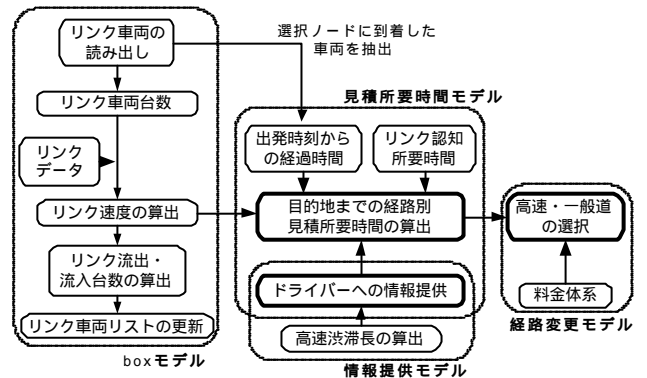 リンク車両の
読み出し
リンク車両台数
リンク
データ
リンク速度の算出
リンク流出・
流入台数の算出
リンク車両リストの更新
boxモデル
選択ノードに到着した
車両を抽出
見積所要時間モデル
出発時刻から
の経過時間
リンク認知
所要時間
目的地までの経路別
見積所要時間の算出
ドライバーへの情報提供
高速渋滞長の算出
情報提供モデル
高速・一般道
の選択
料金体系
経路変更モデル